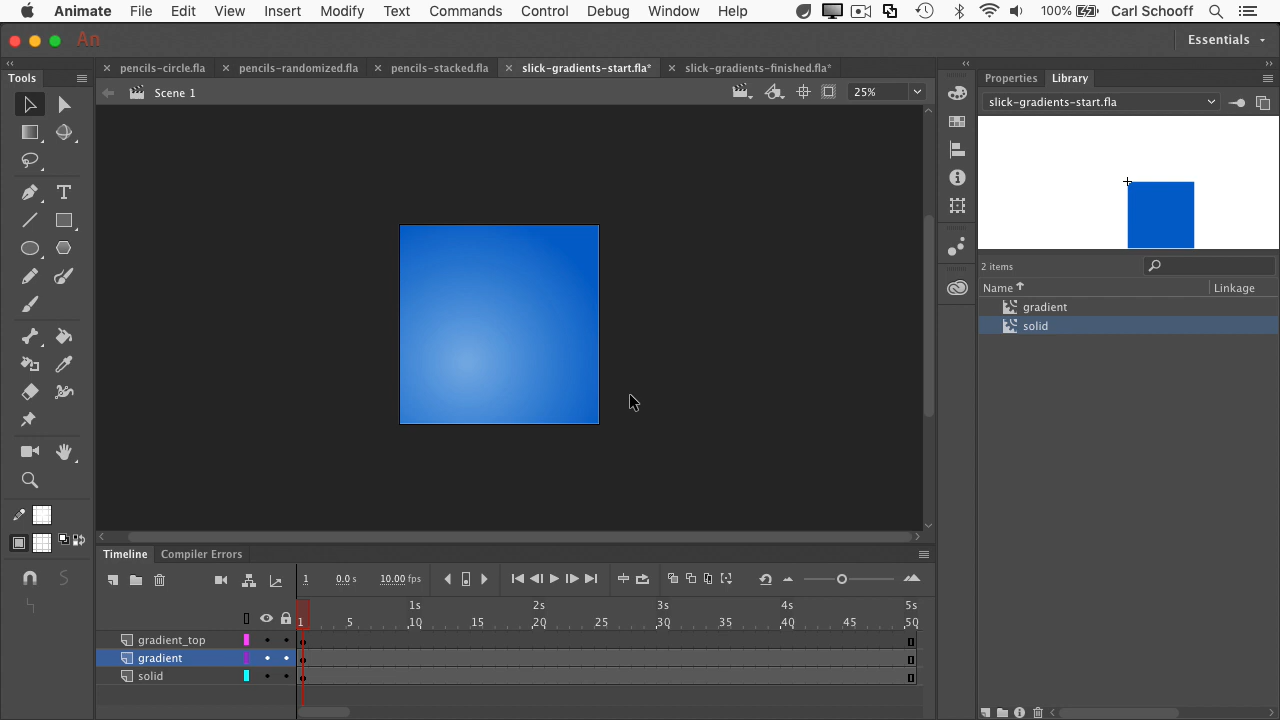 Animate File Edit View Insert Modify Text Commands Control Debug Window Help 100% Carl Schooff
An Essentials
Tools
pencils-circle.fla pencils-randomized.fla pencils-stacked.fla slick-gradients-start.fla* slick-gradients-finished.fla*
Properties Library
Scene 1 25%
slick-gradients-start.fla
2 items
Name Linkage
gradient
solid
Timeline Compiler Errors
1 0.0 s 10.00 fps
1s 2s 3s 4s 5s
1 5 10 15 20 25 30 35 40 45 50
gradient_top
gradient
solid